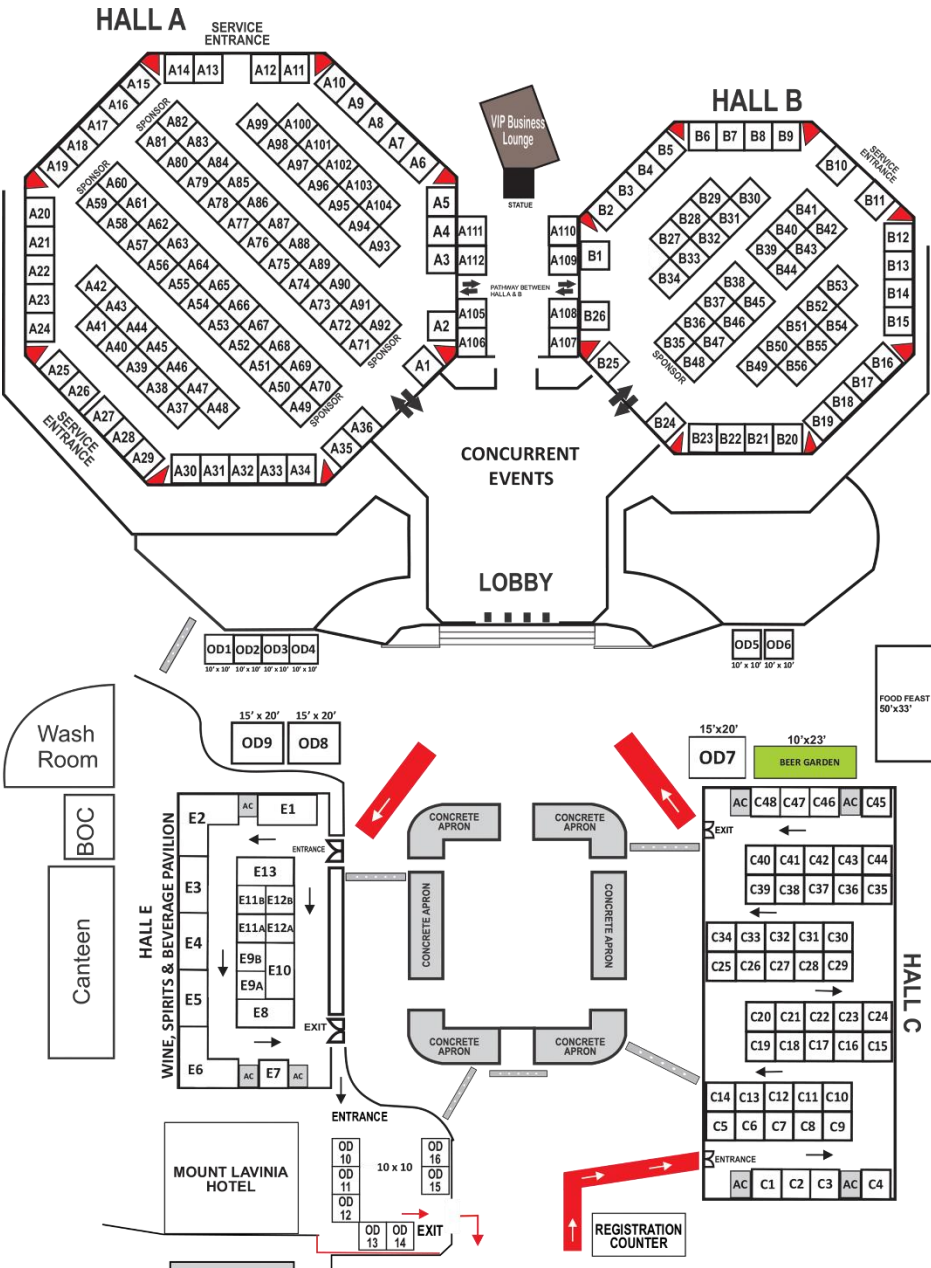 HALL A
SERVICE
ENTRANCE
A14 A13 A12 A11
A15 A10
A16 A9
A17 A8
A18 A7
A19 A6
SPONSOR
A82
A81 A83
A80 A84
A79 A85
A78 A86
A77 A87
A76 A88
A75 A89
A74 A90
A73 A91
A72 A92
A71
SPONSOR
A99 A100
A98 A101
A97 A102
A96 A103
A95 A104
A94
A93
SPONSOR
A60
A59 A61
A58 A62
A57 A63
A56 A64
A55 A65
A54 A66
A53 A67
A52 A68
A51 A69
A50 A70
A49
SPONSOR
A42
A41 A43
A40 A44
A39 A45
A38 A46
A37 A47
A48
A20
A21
A22
A23
A24
A25
A26
A27
A28
A29
SERVICE
ENTRANCE
A30 A31 A32 A33 A34
A35
A36
A5
A4 A111
A3 A112
A105
A2 A106
A1
VIP Business
Lounge
STATUE
PATHWAY BETWEEN
HALL A & B
HALL B
B6 B7 B8 B9
B5 B10
B4
B3
B2
SERVICE
ENTRANCE
B11
A110
A109 B1
A108 B26
A107
B25
B24
B12
B13
B14
B15
B16
B17
B18
B19
B23 B22 B21 B20
B29 B30
B28 B31
B27 B32
B33
B34
B41
B40 B42
B39 B43
B44
B38
B37 B45
B36 B46
B35 B47
B48
SPONSOR
B53
B52 B54
B51 B55
B50 B56
B49
CONCURRENT
EVENTS
LOBBY
OD1 OD2 OD3 OD4
10' x 10' 10' x 10' 10' x 10' 10' x 10'
OD5 OD6
10' x 10' 10' x 10'
FOOD FEAST
50'x33'
Wash
Room
BOC
Canteen
15' x 20' 15' x 20'
OD9 OD8
15'x20'
OD7
10'x23'
BEER GARDEN
HALL E
WINE, SPIRITS & BEVERAGE PAVILION
AC E1
E2
E3
E4
E5
E6
AC E7 AC
ENTRANCE
E13
E11B E12B
E11A E12A
E9B E10
E9A
E8
EXIT
ENTRANCE
CONCRETE
APRON
CONCRETE
APRON
CONCRETE APRON
CONCRETE APRON
CONCRETE
APRON
CONCRETE
APRON
HALL C
AC C48 C47 C46 AC C45
EXIT
C40 C41 C42 C43 C44
C39 C38 C37 C36 C35
C34 C33 C32 C31 C30
C25 C26 C27 C28 C29
C20 C21 C22 C23 C24
C19 C18 C17 C16 C15
C14 C13 C12 C11 C10
C5 C6 C7 C8 C9
ENTRANCE
AC C1 C2 C3 AC C4
MOUNT LAVINIA
HOTEL
OD
10
OD
11
OD
12
OD
13
OD
14
10 x 10
OD
16
OD
15
EXIT
REGISTRATION
COUNTER